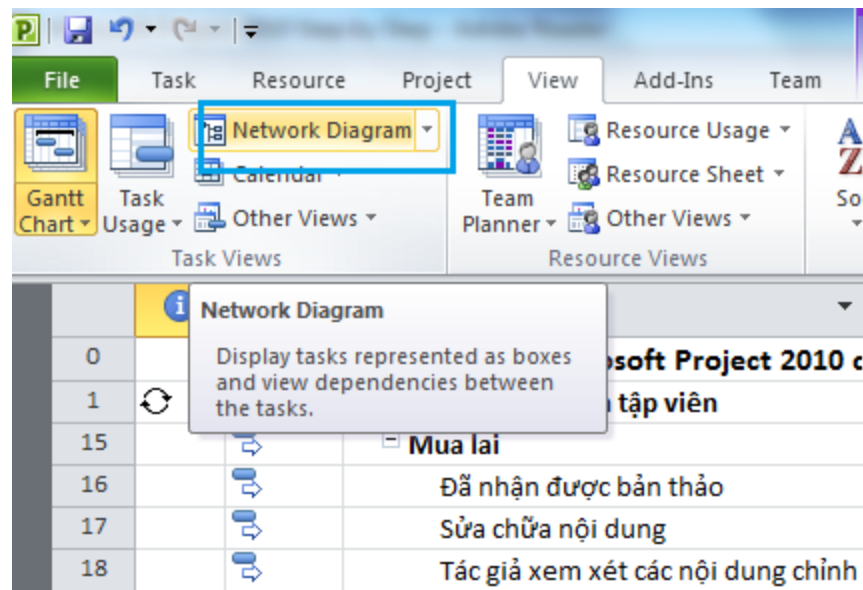 P
File Task Resource Project View Add-Ins Team
Network Diagram Resource Usage A
Calendar Resource Sheet Z
Gantt Task Team So
Chart Usage Other Views Planner Other Views
Task Views Resource Views
Network Diagram
0 Display tasks represented as boxes soft Project 2010
and view dependencies between
1 the tasks. tập viên
15 Mua lai
16 Đã nhận được bản thảo
17 Sửa chữa nội dung
18 Tác giả xem xét các nội dung chỉnh